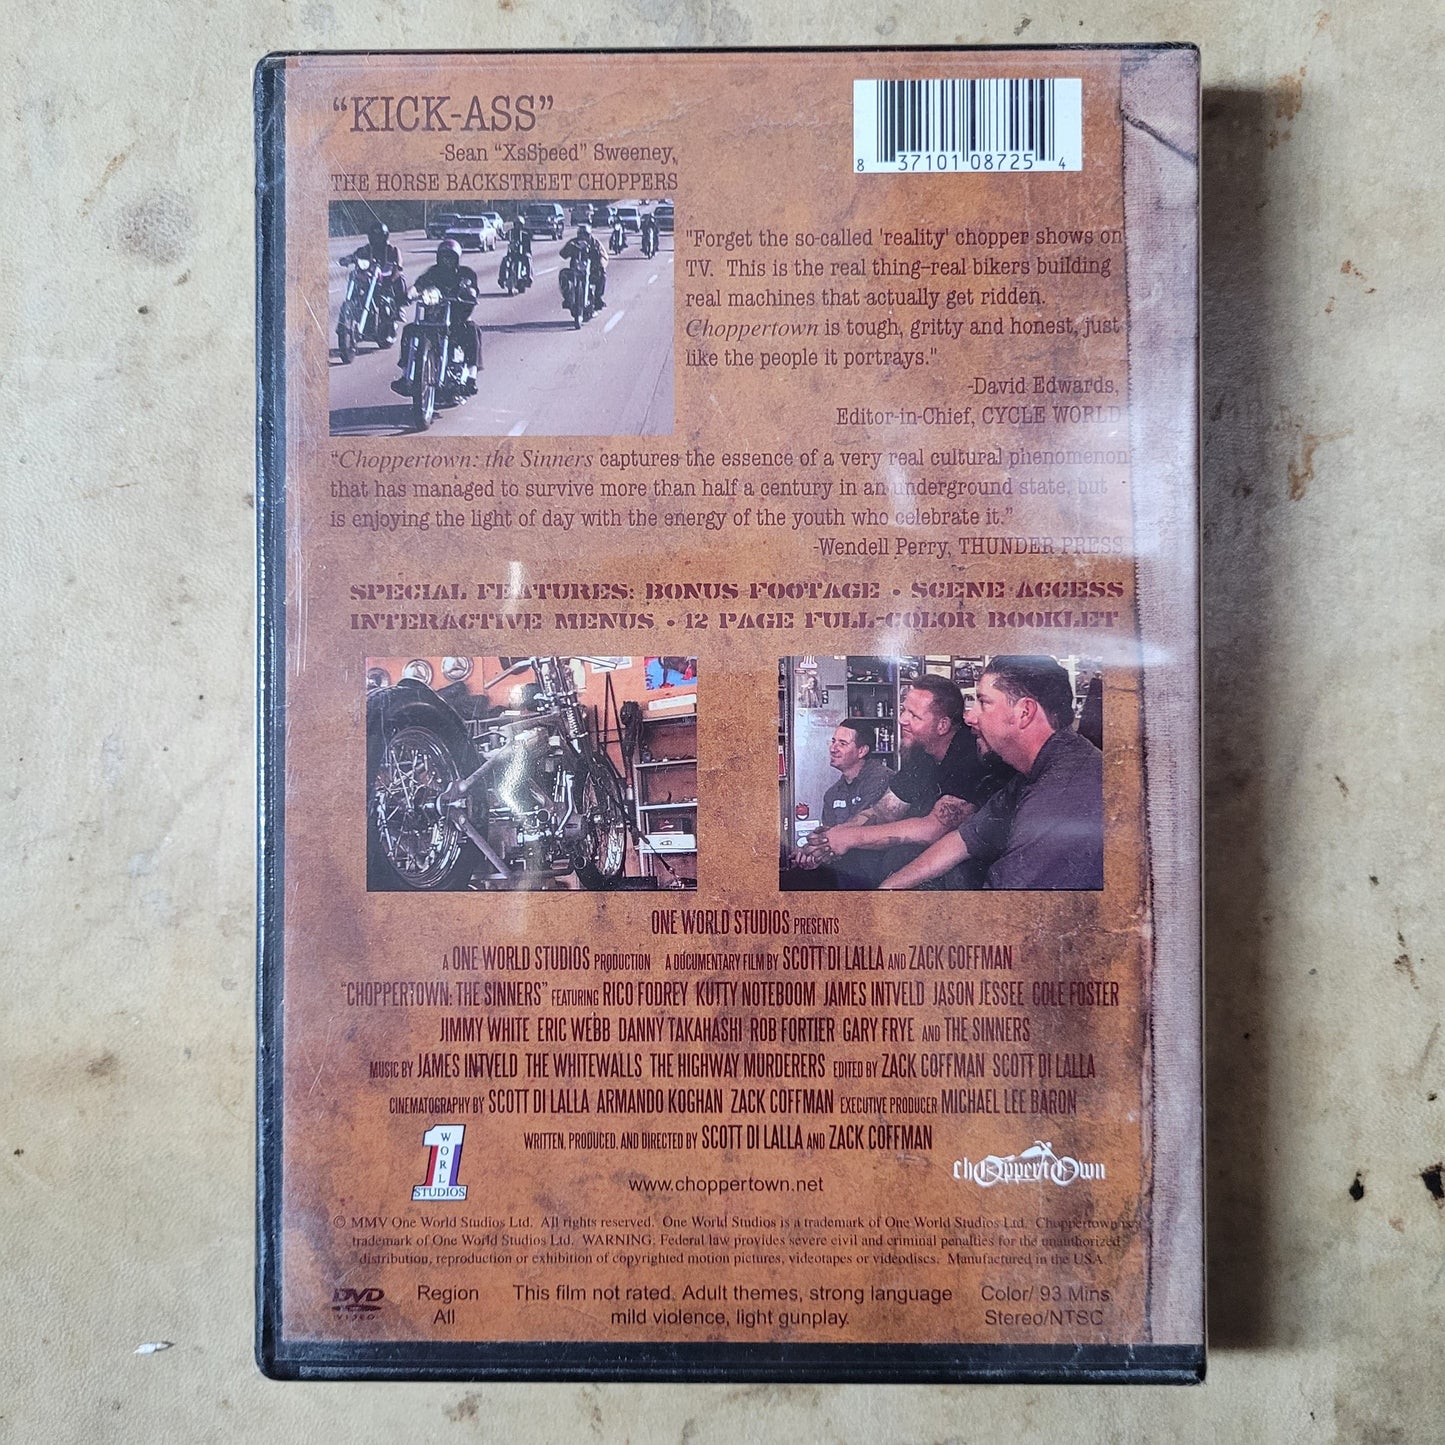 "KICK-ASS"
-Sean "XsSpeed" Sweeney,
THE HORSE BACKSTREET CHOPPERS
8 37101 08725 4
"Forget the so-called 'reality' chopper shows on
TV.  This is the real thing–real bikers building
real machines that actually get ridden.
Choppertown is tough, gritty and honest, just
like the people it portrays."
-David Edwards,
Editor-in-Chief, CYCLE WORLD
"Choppertown: the Sinners captures the essence of a very real cultural phenomenon
that has managed to survive more than half a century in an underground state, but
is enjoying the light of day with the energy of the youth who celebrate it."
-Wendell Perry, THUNDER PRESS
SPECIAL FEATURES: BONUS FOOTAGE • SCENE ACCESS
INTERACTIVE MENUS • 12 PAGE FULL-COLOR BOOKLET
ONE WORLD STUDIOS PRESENTS
A ONE WORLD STUDIOS PRODUCTION A DOCUMENTARY FILM BY SCOTT DI LALLA AND ZACK COFFMAN
"CHOPPERTOWN: THE SINNERS" FEATURING RICO FODREY KUTTY NOTEBOOM JAMES INTVELD JASON JESSEE COLE FOSTER
JIMMY WHITE ERIC WEBB DANNY TAKAHASHI ROB FORTIER GARY FRYE AND THE SINNERS
MUSIC BY JAMES INTVELD THE WHITEWALLS THE HIGHWAY MURDERERS EDITED BY ZACK COFFMAN SCOTT DI LALLA
CINEMATOGRAPHY BY SCOTT DI LALLA ARMANDO KOGHAN ZACK COFFMAN EXECUTIVE PRODUCER MICHAEL LEE BARON
WRITTEN, PRODUCED, AND DIRECTED BY SCOTT DI LALLA AND ZACK COFFMAN
1 WORLD
STUDIOS
www.choppertown.net
chOppertOwn
© MMV One World Studios Ltd.  All rights reserved.  One World Studios is a trademark of One World Studios Ltd.  Choppertown is a
trademark of One World Studios Ltd.  WARNING: Federal law provides severe civil and criminal penalties for the unauthorized
distribution, reproduction or exhibition of copyrighted motion pictures, videotapes or videodiscs.  Manufactured in the USA.
DVD
VIDEO
Region
All
This film not rated. Adult themes, strong language
mild violence, light gunplay.
Color/ 93 Mins.
Stereo/NTSC